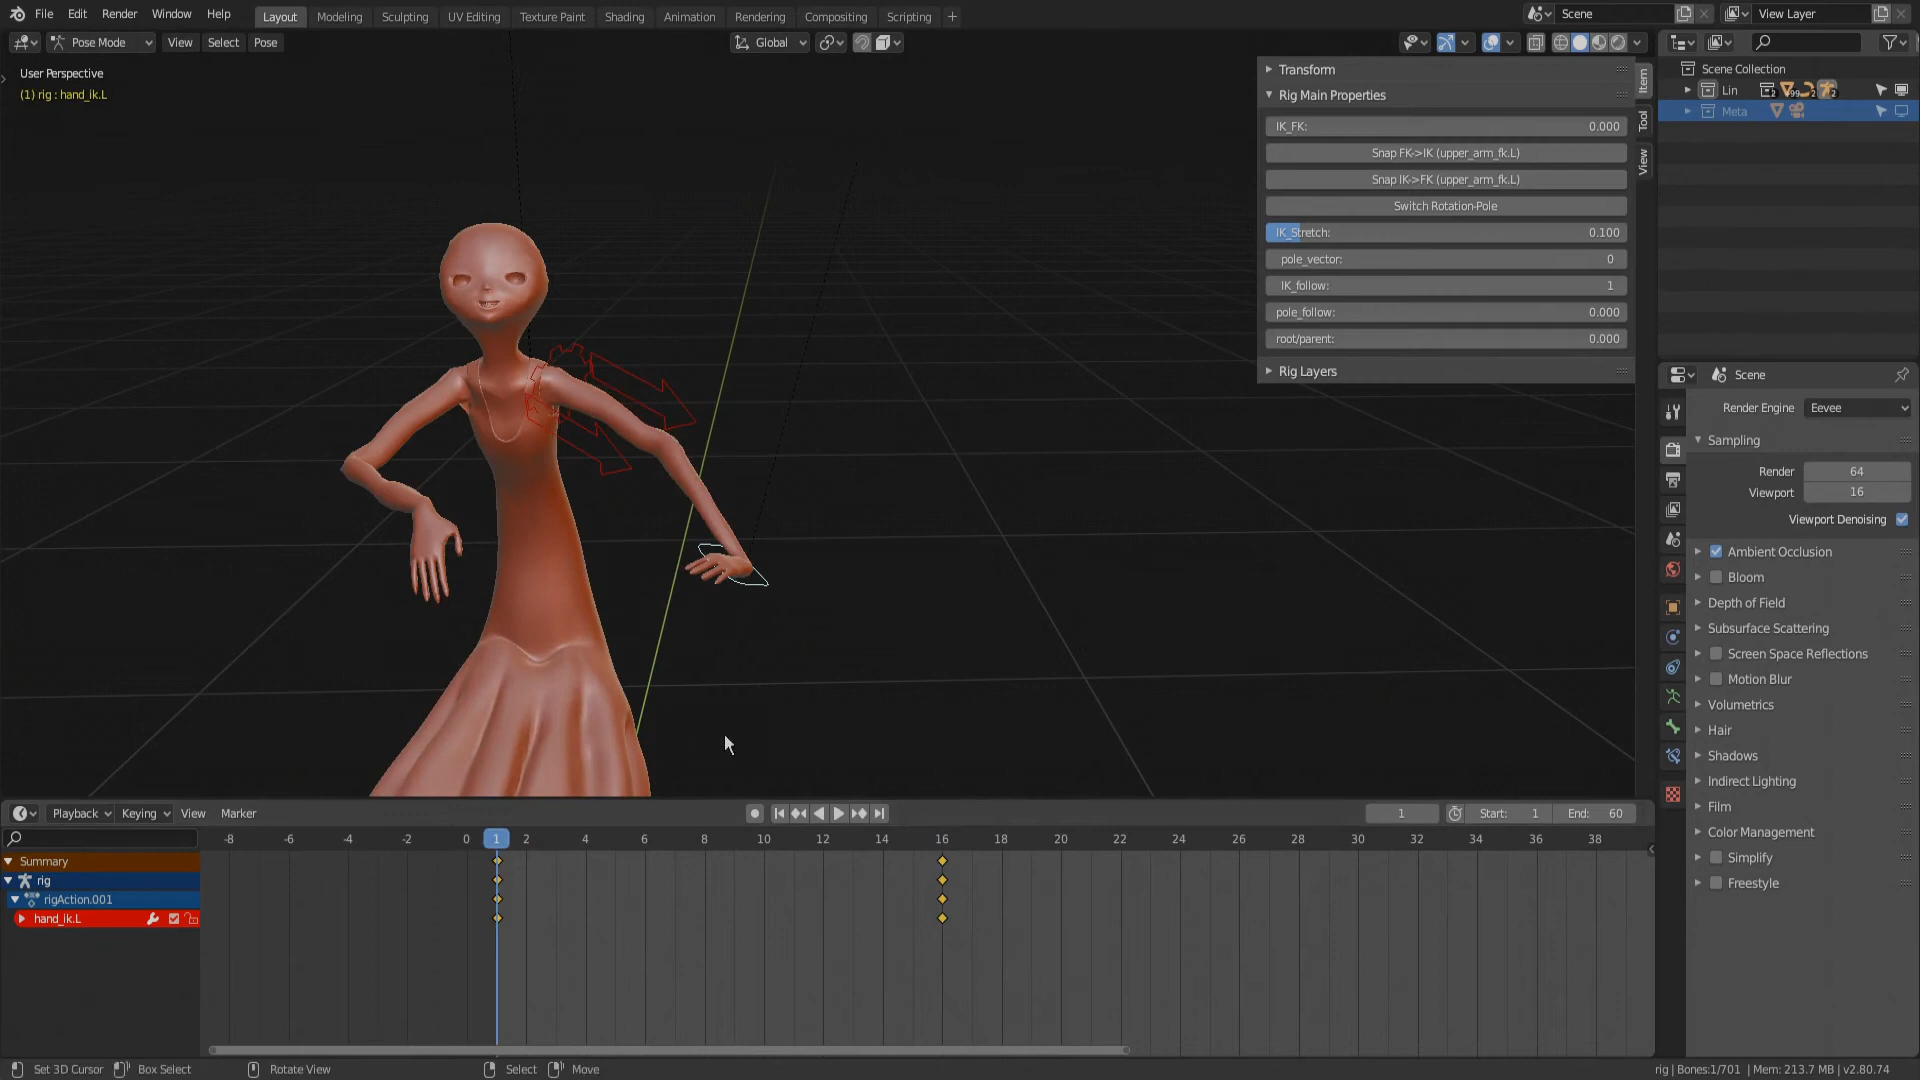 File Edit Render Window Help Layout Modeling Sculpting UV Editing Texture Paint Shading Animation Rendering Compositing Scripting + Scene View Layer
Pose Mode View Select Pose Global
User Perspective
(1) rig : hand_ik.L
Transform
Rig Main Properties
IK_FK: 0.000
Snap FK->IK (upper_arm_fk.L)
Snap IK->FK (upper_arm_fk.L)
Switch Rotation-Pole
IK_Stretch: 0.100
pole_vector: 0
IK_follow: 1
pole_follow: 0.000
root/parent: 0.000
Rig Layers
Item
Tool
View
Scene Collection
Lin 2 99 2 2
Meta
Scene
Render Engine Eevee
Sampling
Render 64
Viewport 16
Viewport Denoising
Ambient Occlusion
Bloom
Depth of Field
Subsurface Scattering
Screen Space Reflections
Motion Blur
Volumetrics
Hair
Shadows
Indirect Lighting
Film
Color Management
Simplify
Freestyle
Playback Keying View Marker 1 Start: 1 End: 60
-8 -6 -4 -2 0 1 2 4 6 8 10 12 14 16 18 20 22 24 26 28 30 32 34 36 38
Summary
rig
rigAction.001
hand_ik.L
Set 3D Cursor Box Select Rotate View Select Move rig | Bones:1/701 | Mem: 213.7 MB | v2.80.74